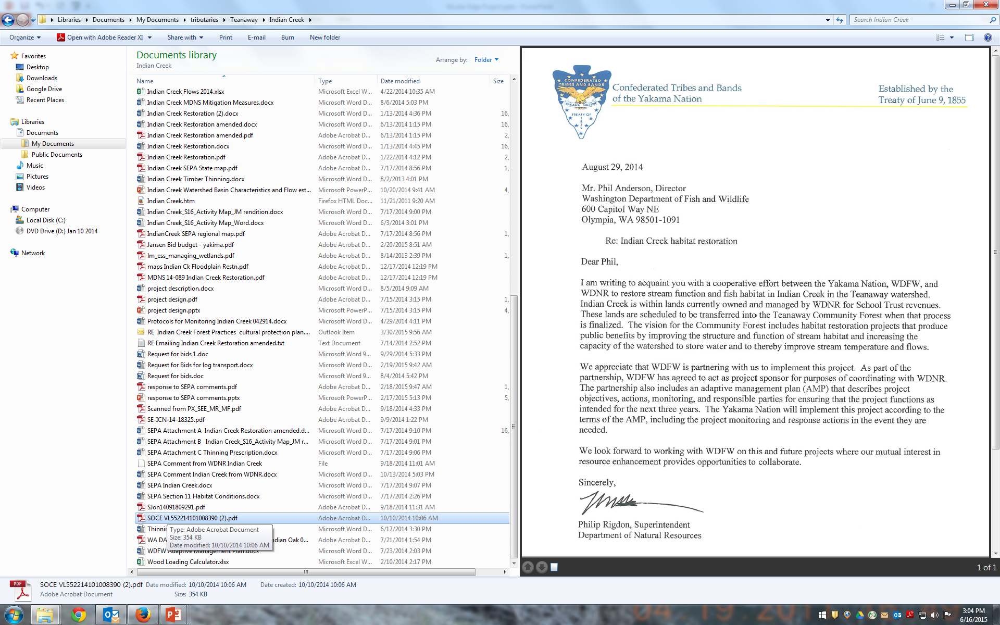 Libraries
Documents
My Documents
tributaries
Teanaway
Indian Creek
Search Indian Creek
Organize
Open with Adobe Reader XI
Share with
Print
E-mail
Burn
New folder
Favorites
Desktop
Downloads
Google Drive
Recent Places
Libraries
Documents
My Documents
Public Documents
Music
Pictures
Videos
Computer
Local Disk (C:)
DVD Drive (D:) Jan 10 2014
Network
Documents library
Indian Creek
Arrange by: Folder
Name Type Date modified Size
Indian Creek Flows 2014.xlsx Microsoft Excel W... 4/22/2014 10:35 AM
Indian Creek MDNS Mitigation Measures.docx Microsoft Word D... 8/6/2014 5:03 PM
Indian Creek Restoration (2).docx Microsoft Word D... 1/13/2014 4:36 PM 16,
Indian Creek Restoration amended.docx Microsoft Word D... 6/13/2014 1:15 PM 16,
Indian Creek Restoration amended.pdf Adobe Acrobat D... 6/13/2014 1:15 PM 2,
Indian Creek Restoration.docx Microsoft Word D... 1/13/2014 4:45 PM 16,
Indian Creek Restoration.pdf Adobe Acrobat D... 1/22/2014 4:12 PM 2,
Indian Creek SEPA State map.pdf Adobe Acrobat D... 7/17/2014 8:56 PM 1,
Indian Creek Timber Thinning.docx Microsoft Word D... 8/2/2013 4:01 PM
Indian Creek Watershed Basin Characteristics and Flow est... Microsoft PowerP... 10/20/2014 9:41 AM 4,
Indian Creek.htm Firefox HTML Doc... 11/21/2011 9:20 AM
Indian Creek_S16_Activity Map_JM rendition.docx Microsoft Word D... 7/17/2014 9:00 PM
Indian Creek_S16_Activity Map_Word.docx Microsoft Word D... 6/3/2014 3:01 PM
IndianCreek SEPA regional map.pdf Adobe Acrobat D... 7/17/2014 8:56 PM 1,
Jansen Bid budget - yakima.pdf Adobe Acrobat D... 2/20/2015 8:51 AM
lm_ess_managing_wetlands.pdf Adobe Acrobat D... 8/14/2013 2:39 PM 1,
maps Indian Ck Floodplain Restn.pdf Adobe Acrobat D... 12/17/2014 12:19 PM
MDNS 14-089 Indian Creek Restoration.pdf Adobe Acrobat D... 12/17/2014 12:19 PM
project description.docx Microsoft Word D... 8/5/2014 9:09 AM
project design.pdf Adobe Acrobat D... 7/15/2014 3:15 PM 1,
project design.pptx Microsoft PowerP... 7/15/2014 3:15 PM 4,
Protocols for Monitoring Indian Creek 042914.docx Microsoft Word D... 4/29/2014 4:11 PM
RE Indian Creek Forest Practices cultural protection plan.... Outlook Item 3/30/2015 9:56 AM
RE Emailing Indian Creek Restoration amended.txt Text Document 7/14/2014 2:52 PM
Request for bids 1.doc Microsoft Word 9... 9/29/2014 5:33 PM
Request for Bids for log transport.docx Microsoft Word D... 2/19/2015 9:42 AM
Request for bids.doc Microsoft Word 9... 8/4/2014 5:42 PM
response to SEPA comments.pdf Adobe Acrobat D... 2/18/2015 9:47 AM 1,
response to SEPA comments.pptx Microsoft PowerP... 2/17/2015 5:13 PM 5,
Scanned from PX_SEE_MR_MF.pdf Adobe Acrobat D... 9/18/2014 4:33 PM
SE-ICN-14-18325.pdf Adobe Acrobat D... 9/9/2014 1:22 PM
SEPA Attachment A Indian Creek Restoration amended.d... Microsoft Word D... 7/17/2014 9:10 PM 16,
SEPA Attachment B Indian Creek_S16_Activity Map_JM r... Microsoft Word D... 7/17/2014 9:01 PM
SEPA Attachment C Thinning Prescription.docx Microsoft Word D... 7/17/2014 9:06 PM
SEPA Comment from WDNR Indian Creek File 9/18/2014 11:01 AM
SEPA Comment Indian Creek from WDNR.docx Microsoft Word D... 10/13/2014 5:03 PM
SEPA Indian Creek.docx Microsoft Word D... 7/17/2014 9:07 PM
SEPA Section 11 Habitat Conditions.docx Microsoft Word D... 7/17/2014 2:26 PM
SJon14091809291.pdf Adobe Acrobat D... 9/18/2014 11:31 AM
SOCE VL552214101008390 (2).pdf Adobe Acrobat D... 10/10/2014 10:06 AM
Thinnin Microsoft Word D... 6/17/2014 3:30 PM
WA DA ndian Oak 0... Adobe Acrobat D... 7/21/2014 1:54 PM
WDFW Adaptive Management Plan.docx Microsoft Word D... 7/23/2014 2:03 PM
Wood Loading Calculator.xlsx Microsoft Excel W... 2/10/2014 2:17 PM
Type: Adobe Acrobat Document
Size: 354 KB
Date modified: 10/10/2014 10:06 AM
CONFEDERATED
TRIBES AND BANDS
YAKAMA NATION
TREATY OF
1
8
5
5
Confederated Tribes and Bands
of the Yakama Nation
Established by the
Treaty of June 9, 1855
August 29, 2014
Mr. Phil Anderson, Director
Washington Department of Fish and Wildlife
600 Capitol Way NE
Olympia, WA 98501-1091
Re: Indian Creek habitat restoration
Dear Phil,
I am writing to acquaint you with a cooperative effort between the Yakama Nation, WDFW, and
WDNR to restore stream function and fish habitat in Indian Creek in the Teanaway watershed.
Indian Creek is within lands currently owned and managed by WDNR for School Trust revenues.
These lands are scheduled to be transferred into the Teanaway Community Forest when that process
is finalized. The vision for the Community Forest includes habitat restoration projects that produce
public benefits by improving the structure and function of stream habitat and increasing the
capacity of the watershed to store water and to thereby improve stream temperature and flows.
We appreciate that WDFW is partnering with us to implement this project. As part of the
partnership, WDFW has agreed to act as project sponsor for purposes of coordinating with WDNR.
The partnership also includes an adaptive management plan (AMP) that describes project
objectives, actions, monitoring, and responsible parties for ensuring that the project functions as
intended for the next three years. The Yakama Nation will implement this project according to the
terms of the AMP, including the project monitoring and response actions in the event they are
needed.
We look forward to working with WDFW on this and future projects where our mutual interest in
resource enhancement provides opportunities to collaborate.
Sincerely,
Philip Rigdon, Superintendent
Department of Natural Resources
1 of 1
PDF
SOCE VL552214101008390 (2).pdf Date modified: 10/10/2014 10:06 AM Date created: 10/10/2014 10:06 AM
Adobe Acrobat Document Size: 354 KB
3:04 PM
6/16/2015